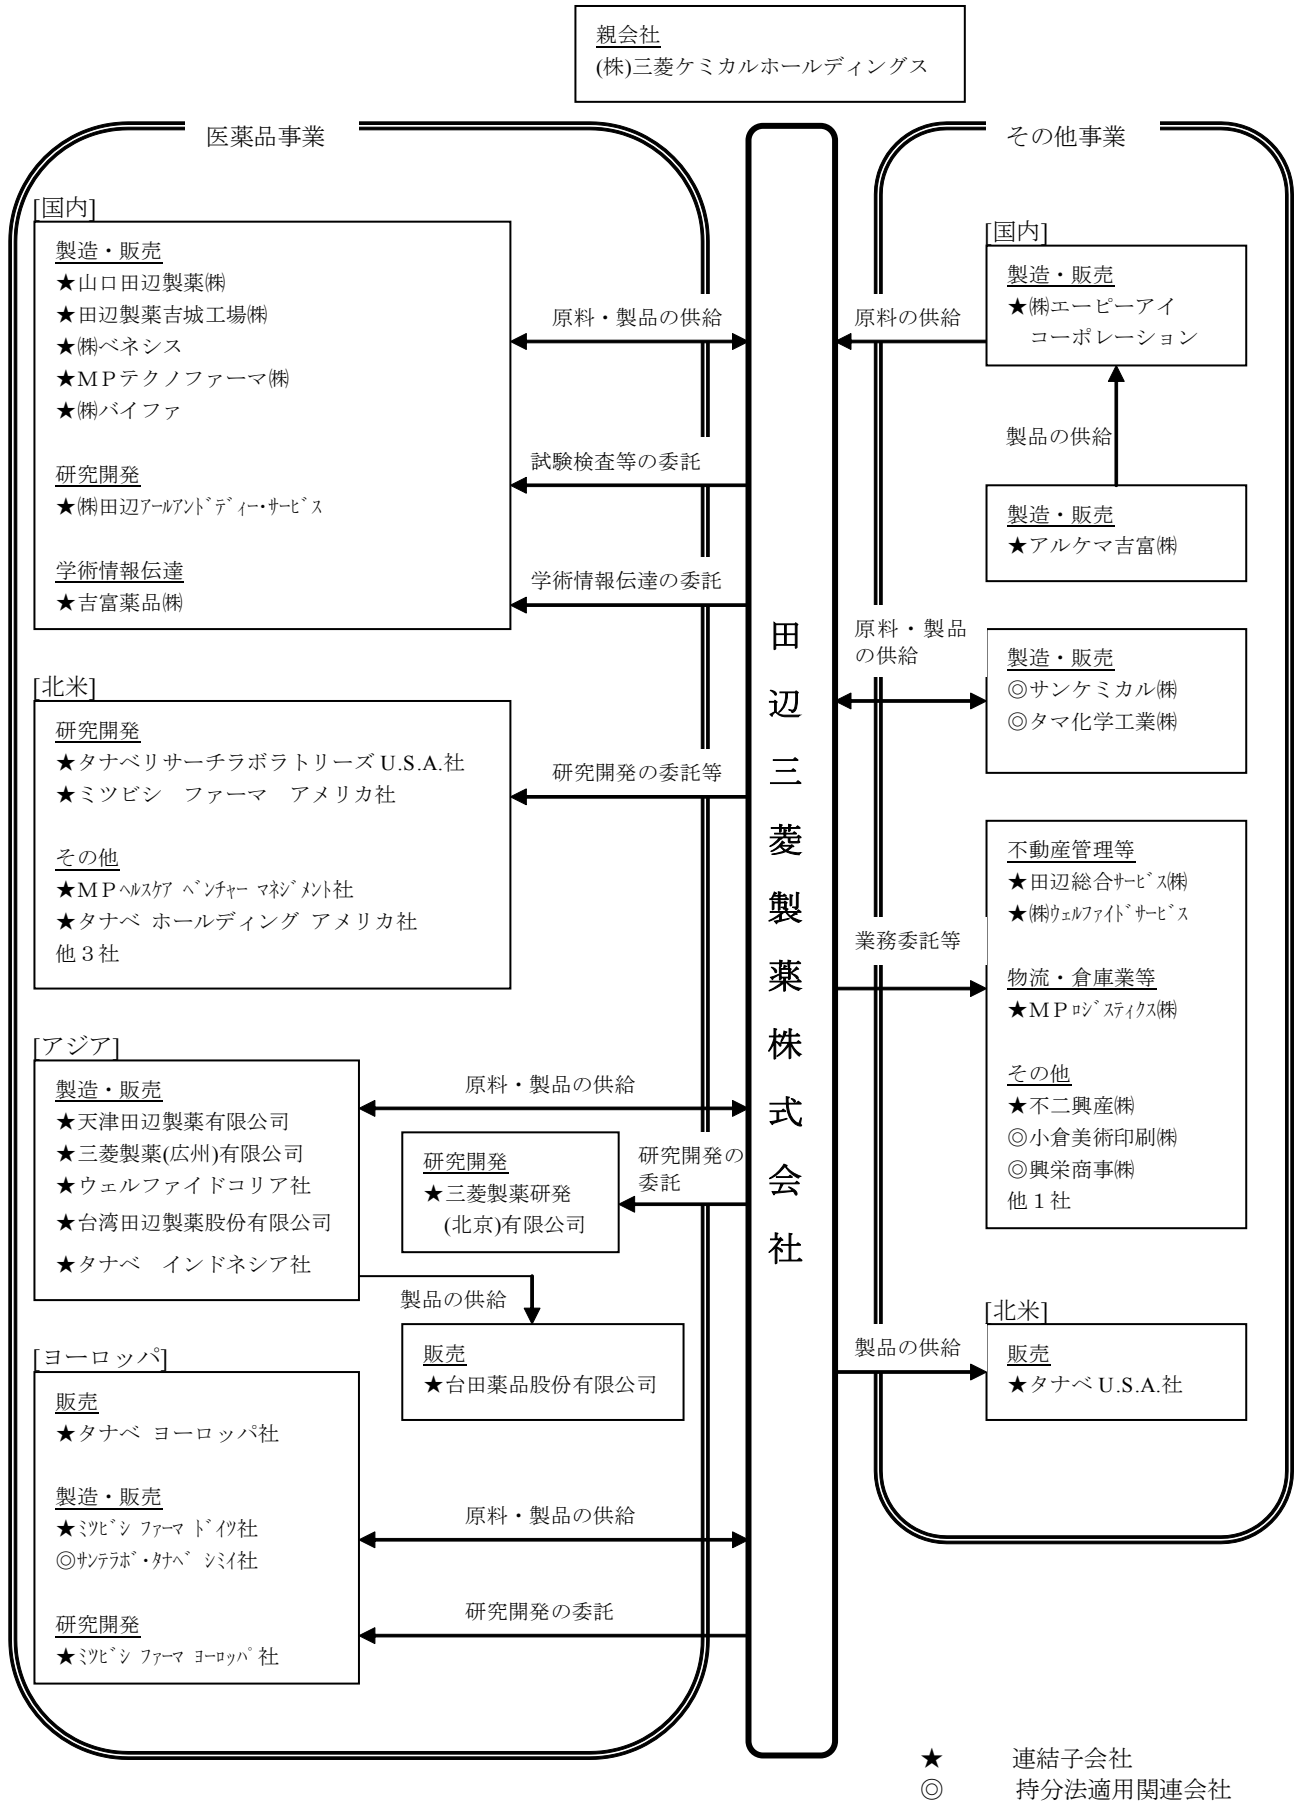 親会社
(株)三菱ケミカルホールディングス
医薬品事業
[国内]
製造・販売
★山口田辺製薬㈱
★田辺製薬吉城工場㈱
★㈱ベネシス
★ＭＰテクノファーマ㈱
★㈱バイファ
研究開発
★㈱田辺ｱｰﾙｱﾝﾄﾞﾃﾞｨｰ･ｻｰﾋﾞｽ
学術情報伝達
★吉富薬品㈱
原料・製品の供給
試験検査等の委託
学術情報伝達の委託
[北米]
研究開発
★タナベリサーチラボラトリーズ U.S.A.社
★ミツビシ　ファーマ　アメリカ社
その他
★ＭＰﾍﾙｽｹｱ ﾍﾞﾝﾁｬｰ ﾏﾈｼﾞﾒﾝﾄ社
★タナベ ホールディング アメリカ社
他３社
研究開発の委託等
[アジア]
製造・販売
★天津田辺製薬有限公司
★三菱製薬(広州)有限公司
★ウェルファイドコリア社
★台湾田辺製薬股份有限公司
★タナベ　インドネシア社
原料・製品の供給
研究開発
★三菱製薬研発
(北京)有限公司
研究開発の
委託
製品の供給
販売
★台田薬品股份有限公司
[ヨーロッパ]
販売
★タナベ ヨーロッパ社
製造・販売
★ﾐﾂﾋﾞｼ ﾌｧｰﾏ ﾄﾞｲﾂ社
◎ｻﾝﾃﾗﾎﾞ･ﾀﾅﾍﾞ ｼﾐｲ社
研究開発
★ﾐﾂﾋﾞｼ ﾌｧｰﾏ ﾖｰﾛｯﾊﾟ社
原料・製品の供給
研究開発の委託
田辺三菱製薬株式会社
その他事業
[国内]
製造・販売
★㈱エーピーアイ
コーポレーション
原料の供給
製品の供給
製造・販売
★アルケマ吉富㈱
原料・製品
の供給
製造・販売
◎サンケミカル㈱
◎タマ化学工業㈱
不動産管理等
★田辺総合ｻｰﾋﾞｽ㈱
★㈱ｳｪﾙﾌｧｲﾄﾞｻｰﾋﾞｽ
物流・倉庫業等
★ＭＰﾛｼﾞｽﾃｨｸｽ㈱
その他
★不二興産㈱
◎小倉美術印刷㈱
◎興栄商事㈱
他１社
業務委託等
[北米]
販売
★タナベ U.S.A.社
製品の供給
★　連結子会社
◎　持分法適用関連会社